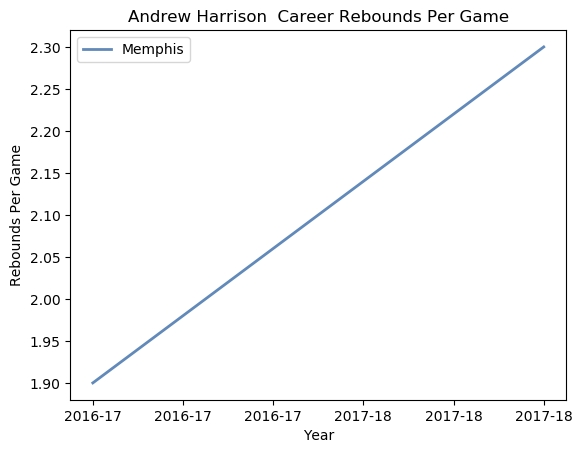 Andrew Harrison  Career Rebounds Per Game
Memphis
Rebounds Per Game
2.30
2.25
2.20
2.15
2.10
2.05
2.00
1.95
1.90
2016-17 2016-17 2016-17 2017-18 2017-18 2017-18
Year